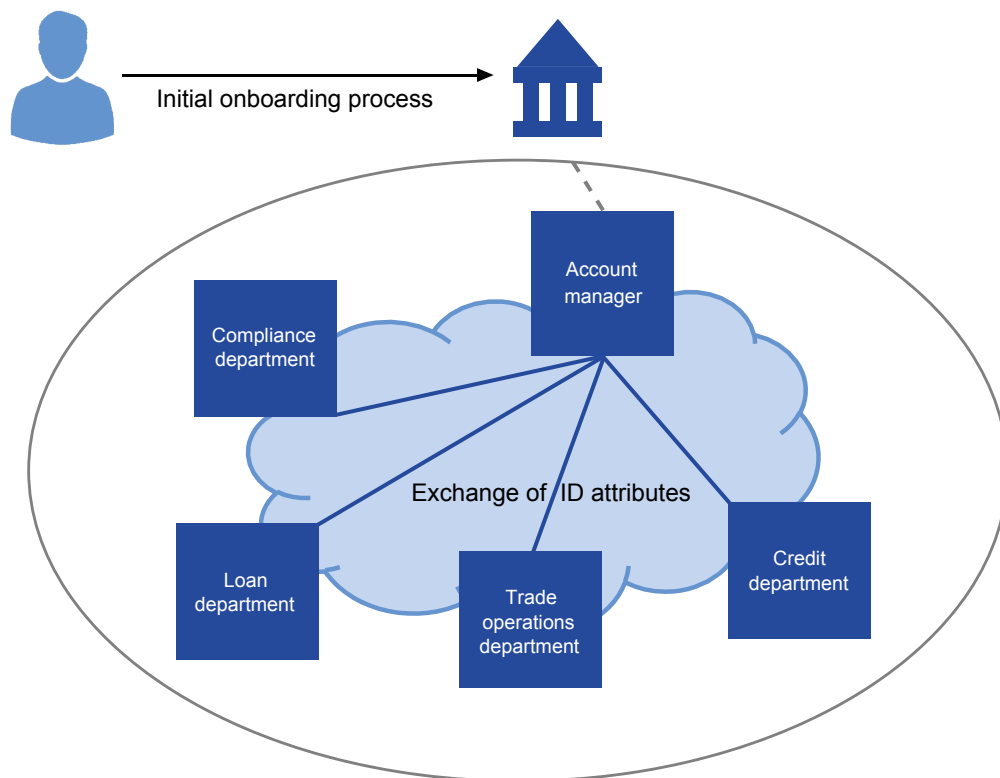 Initial onboarding process
Account
manager
Compliance
department
Exchange of ID attributes
Loan
department
Trade
operations
department
Credit
department